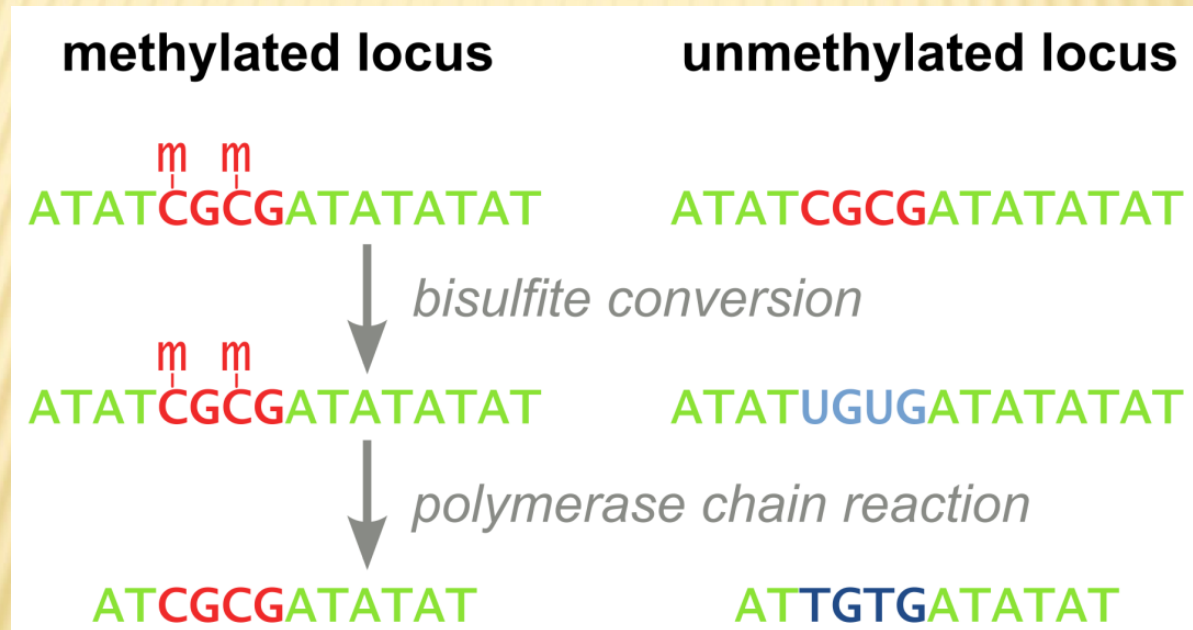 methylated locus unmethylated locus
m m
ATATCGCGATATATAT ATATCGCGATATATAT
bisulfite conversion
m m
ATATCGCGATATATAT ATATUGUGATATATAT
polymerase chain reaction
ATCGCGATATAT ATTGTGATATAT